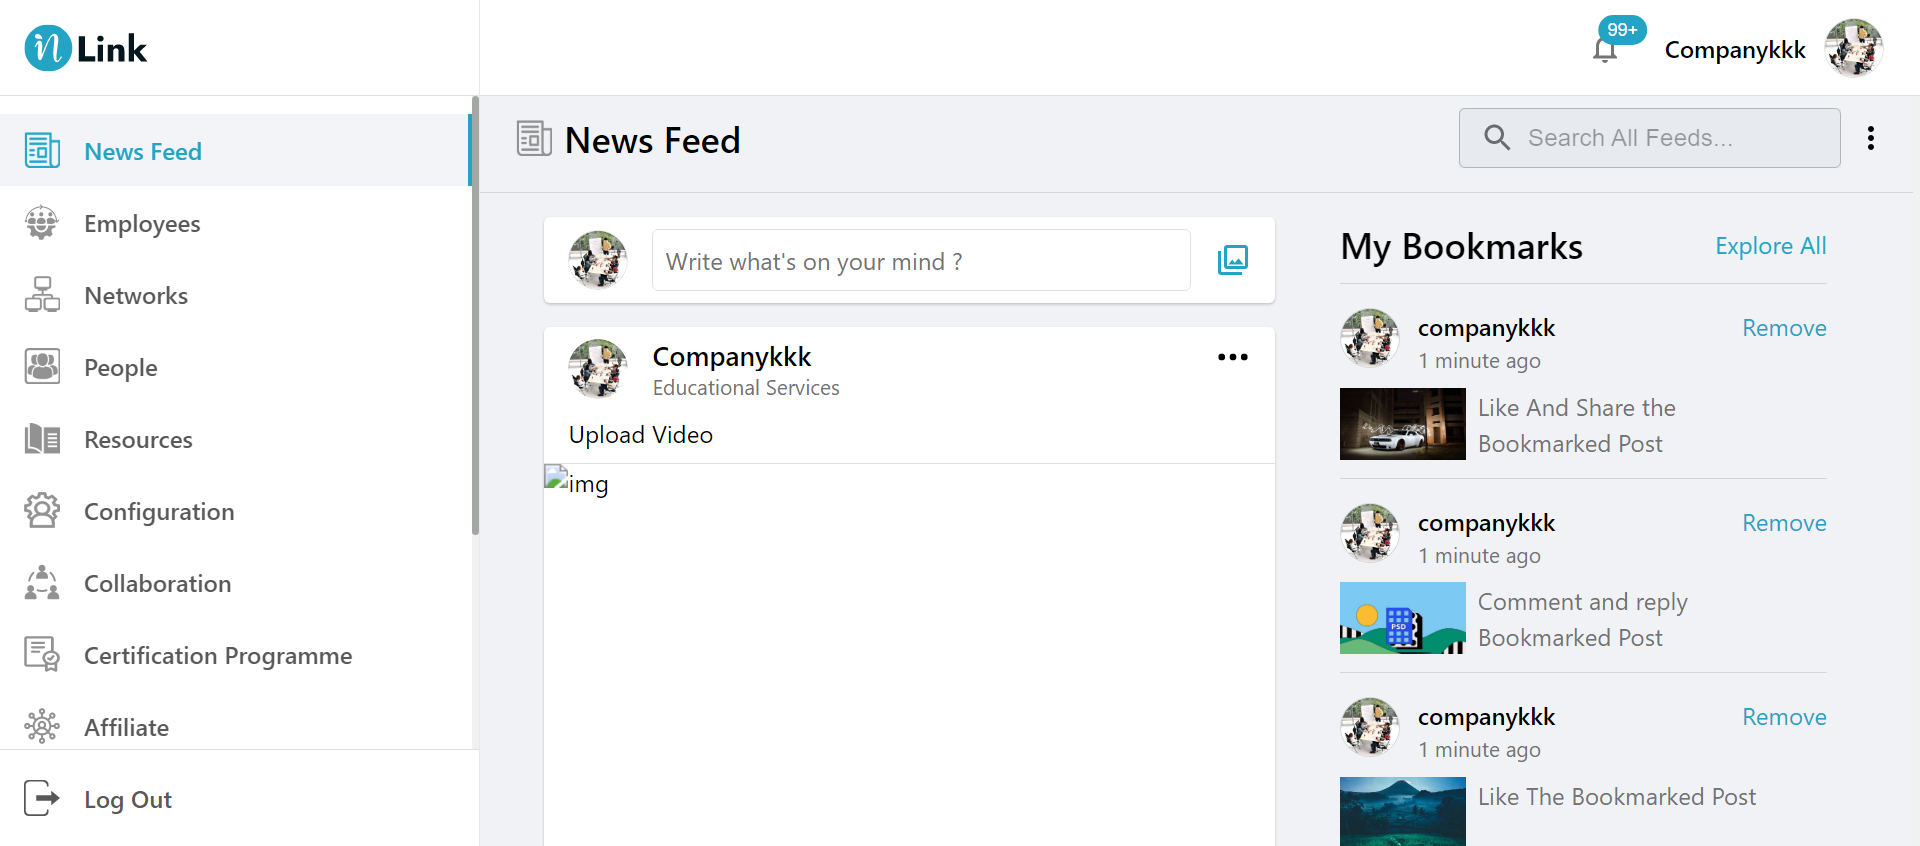 n Link
99+
Companykkk
News Feed
Employees
Networks
People
Resources
Configuration
Collaboration
Certification Programme
Affiliate
Log Out
News Feed
Search All Feeds...
Write what's on your mind ?
Companykkk
Educational Services
Upload Video
img
My Bookmarks
Explore All
companykkk
Remove
1 minute ago
Like And Share the
Bookmarked Post
companykkk
Remove
1 minute ago
PSD
Comment and reply
Bookmarked Post
companykkk
Remove
1 minute ago
Like The Bookmarked Post